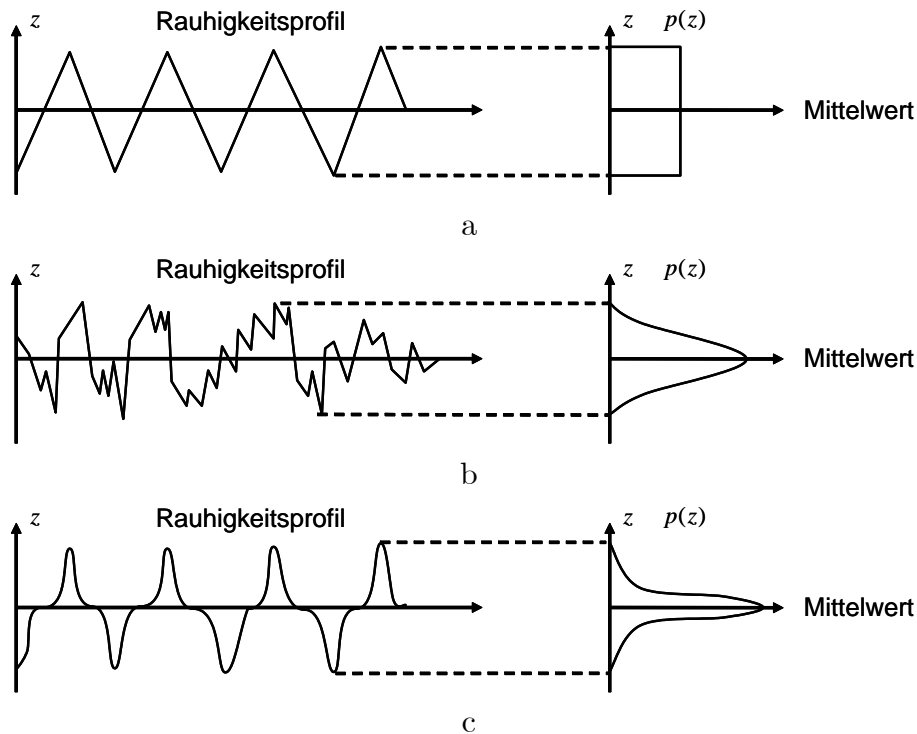 z Rauhigkeitsprofil z p(z)
Mittelwert
a
z Rauhigkeitsprofil z p(z)
Mittelwert
b
z Rauhigkeitsprofil z p(z)
Mittelwert
c